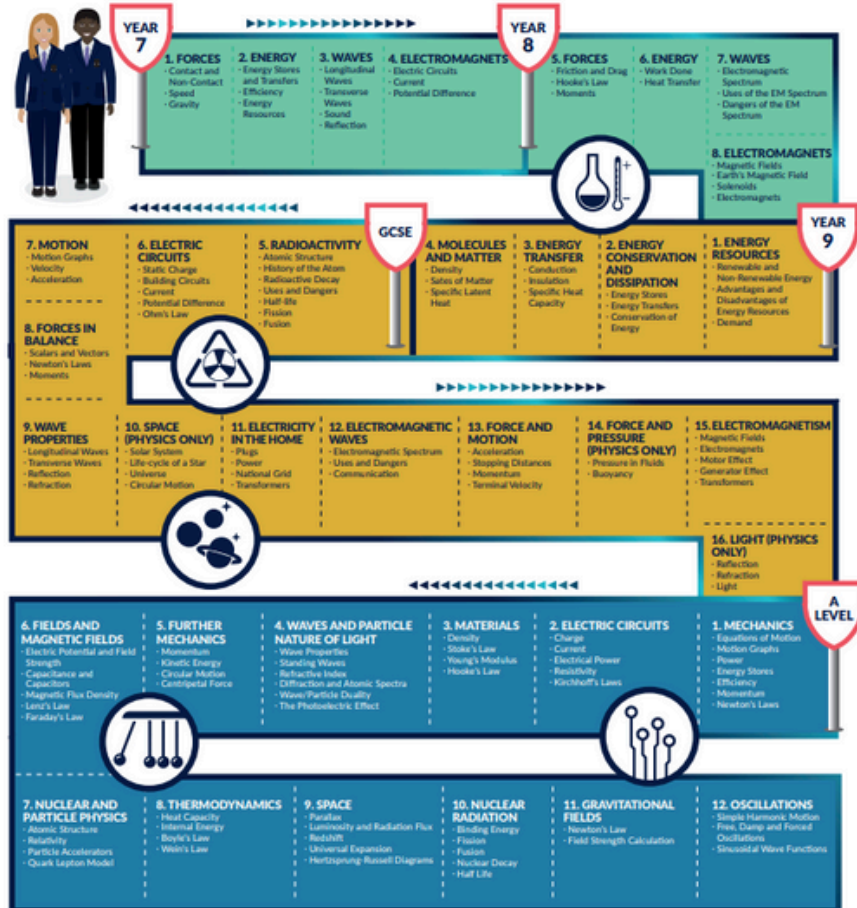 YEAR
7
1. FORCES
· Contact and
Non-Contact
· Speed
· Gravity
2. ENERGY
· Energy Stores
and Transfers
· Efficiency
· Energy
Resources
3. WAVES
· Longitudinal
Waves
· Transverse
Waves
· Sound
· Reflection
4. ELECTROMAGNETS
· Electric Circuits
· Current
· Potential Difference
YEAR
8
5. FORCES
· Friction and Drag
· Hooke's Law
· Moments
6. ENERGY
· Work Done
· Heat Transfer
7. WAVES
· Electromagnetic
Spectrum
· Uses of the EM Spectrum
· Dangers of the EM
Spectrum
8. ELECTROMAGNETS
· Magnetic Fields
· Earth's Magnetic Field
· Solenoids
· Electromagnets
YEAR
9
1. ENERGY
RESOURCES
· Renewable and
Non-Renewable Energy
· Advantages and
Disadvantages of
Energy Resources
· Demand
2. ENERGY
CONSERVATION
AND
DISSIPATION
· Energy Stores
· Energy Transfers
· Conservation of
Energy
3. ENERGY
TRANSFER
· Conduction
· Insulation
· Specific Heat
Capacity
4. MOLECULES
AND MATTER
· Density
· Sates of Matter
· Specific Latent
Heat
GCSE
5. RADIOACTIVITY
· Atomic Structure
· History of the Atom
· Radioactive Decay
· Uses and Dangers
· Half-life
· Fission
· Fusion
6. ELECTRIC
CIRCUITS
· Static Charge
· Building Circuits
· Current
· Potential Difference
· Ohm's Law
7. MOTION
· Motion Graphs
· Velocity
· Acceleration
8. FORCES IN
BALANCE
· Scalars and Vectors
· Newton's Laws
· Moments
9. WAVE
PROPERTIES
· Longitudinal Waves
· Transverse Waves
· Reflection
· Refraction
10. SPACE
(PHYSICS ONLY)
· Solar System
· Life-cycle of a Star
· Universe
· Circular Motion
11. ELECTRICITY
IN THE HOME
· Plugs
· Power
· National Grid
· Transformers
12. ELECTROMAGNETIC
WAVES
· Electromagnetic Spectrum
· Uses and Dangers
· Communication
13. FORCE AND
MOTION
· Acceleration
· Stopping Distances
· Momentum
· Terminal Velocity
14. FORCE AND
PRESSURE
(PHYSICS ONLY)
· Pressure in Fluids
· Buoyancy
15. ELECTROMAGNETISM
· Magnetic Fields
· Electromagnets
· Motor Effect
· Generator Effect
· Transformers
16. LIGHT (PHYSICS
ONLY)
· Reflection
· Refraction
· Light
A
LEVEL
1. MECHANICS
· Equations of Motion
· Motion Graphs
· Power
· Energy Stores
· Efficiency
· Momentum
· Newton's Laws
2. ELECTRIC CIRCUITS
· Charge
· Current
· Electrical Power
· Resistivity
· Kirchhoff's Laws
3. MATERIALS
· Density
· Stoke's Law
· Young's Modulus
· Hooke's Law
4. WAVES AND PARTICLE
NATURE OF LIGHT
· Wave Properties
· Standing Waves
· Refractive Index
· Diffraction and Atomic Spectra
· Wave/Particle Duality
· The Photoelectric Effect
5. FURTHER
MECHANICS
· Momentum
· Kinetic Energy
· Circular Motion
· Centripetal Force
6. FIELDS AND
MAGNETIC FIELDS
· Electric Potential and Field
Strength
· Capacitance and
Capacitors
· Magnetic Flux Density
· Lenz's Law
· Faraday's Law
7. NUCLEAR AND
PARTICLE PHYSICS
· Atomic Structure
· Relativity
· Particle Accelerators
· Quark Lepton Model
8. THERMODYNAMICS
· Heat Capacity
· Internal Energy
· Boyle's Law
· Wein's Law
9. SPACE
· Parallax
· Luminosity and Radiation Flux
· Redshift
· Universal Expansion
· Hertzsprung-Russell Diagrams
10. NUCLEAR
RADIATION
· Binding Energy
· Fission
· Fusion
· Nuclear Decay
· Half Life
11. GRAVITATIONAL
FIELDS
· Newton's Law
· Field Strength Calculation
12. OSCILLATIONS
· Simple Harmonic Motion
· Free, Damp and Forced
Oscillations
· Sinusoidal Wave Functions